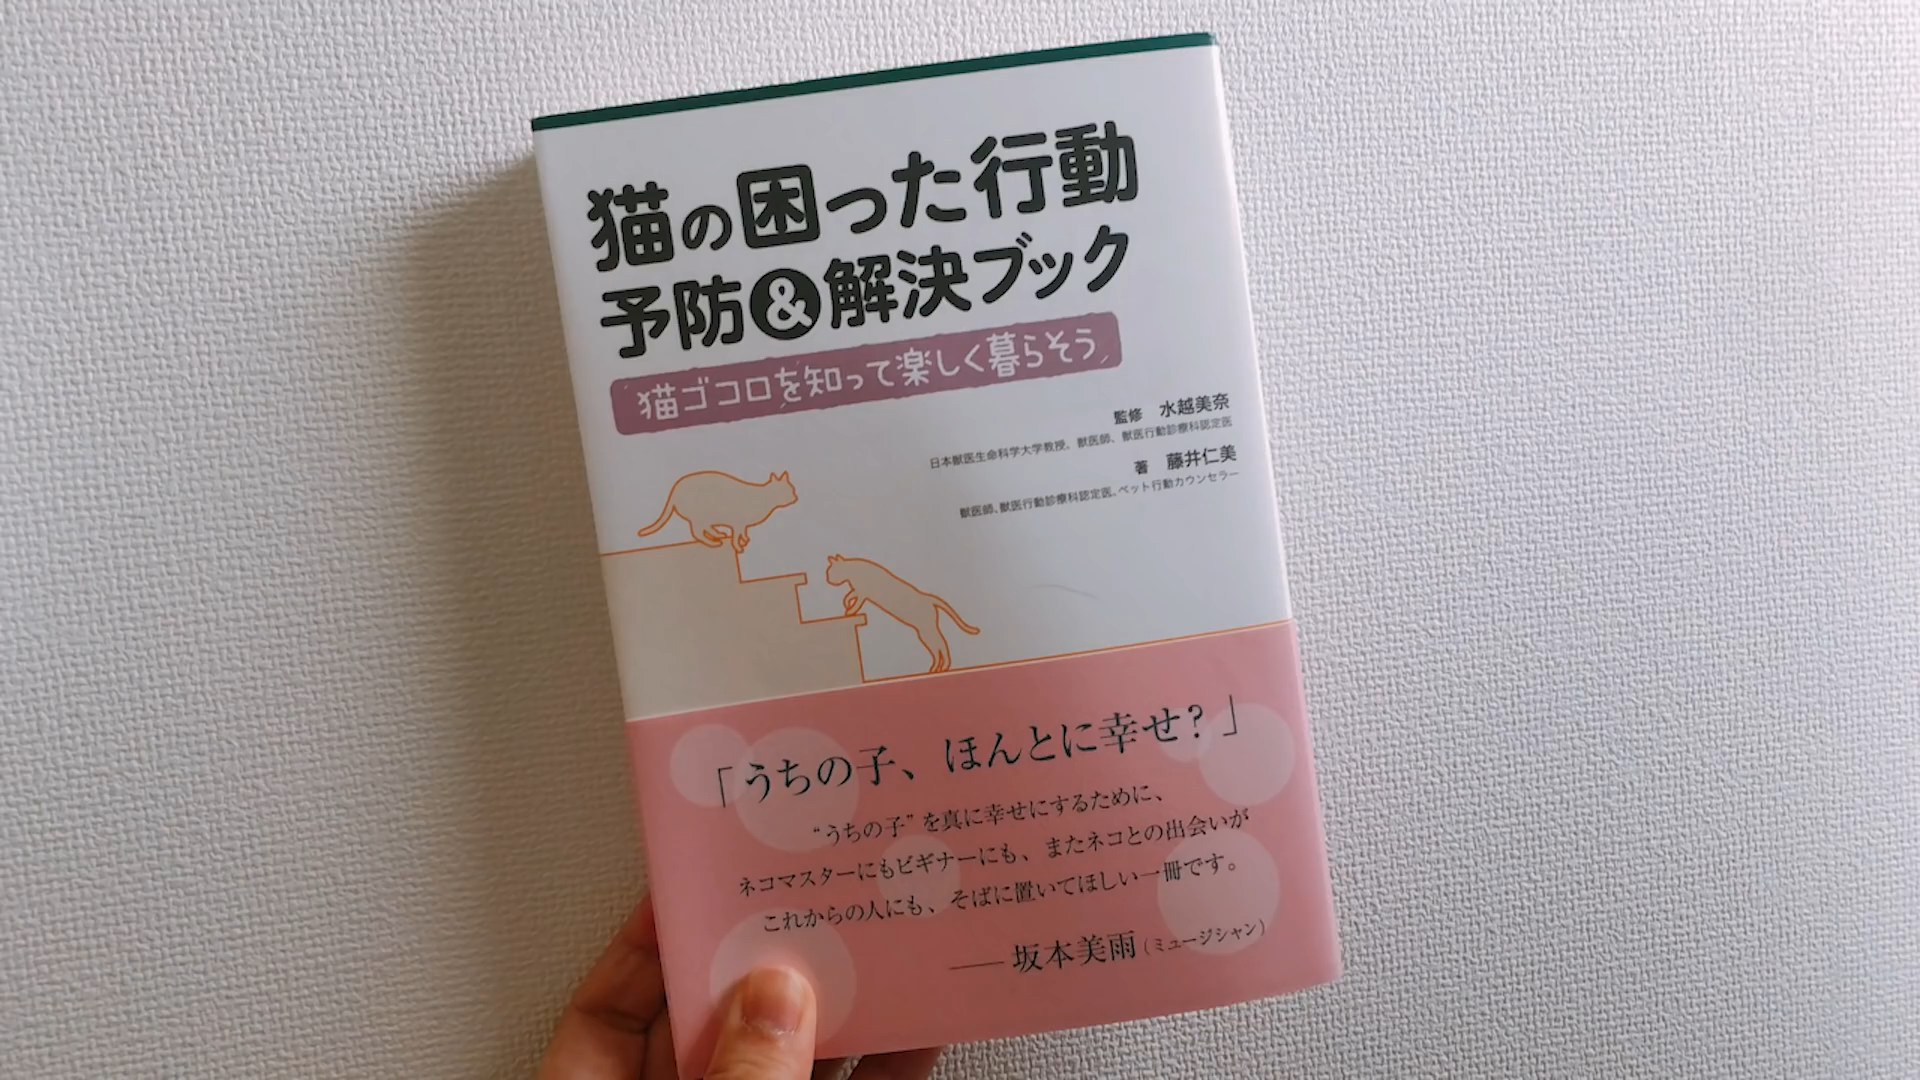 猫の困った行動
予防&解決ブック
猫ゴコロを知って楽しく暮らそう
監修 水越美奈
日本獣医生命科学大学教授、獣医師、獣医行動診療科認定医
著 藤井仁美
獣医師、獣医行動診療科認定医、ペット行動カウンセラー
「うちの子、ほんとに幸せ？」
“うちの子”を真に幸せにするために、
ネコマスターにもビギナーにも、またネコとの出会いが
これからの人にも、そばに置いてほしい一冊です。
── 坂本美雨（ミュージシャン）